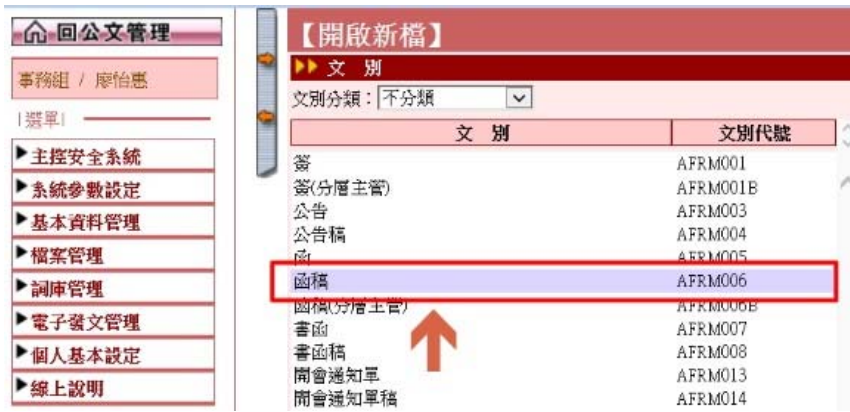 回公文管理
事務組 / 廖怡惠
|選單|
▶主控安全系統
▶系統參數設定
▶基本資料管理
▶檔案管理
▶詞庫管理
▶電子發文管理
▶個人基本設定
▶線上說明
【開啟新檔】
文 別
文別分類：不分類
文 別 文別代號
簽 AFRM001
簽(分層主管) AFRM001B
公告 AFRM003
公告稿 AFRM004
函 AFRM005
函稿 AFRM006
函稿(分層主管) AFRM006B
書函 AFRM007
書函稿 AFRM008
開會通知單 AFRM013
開會通知單稿 AFRM014